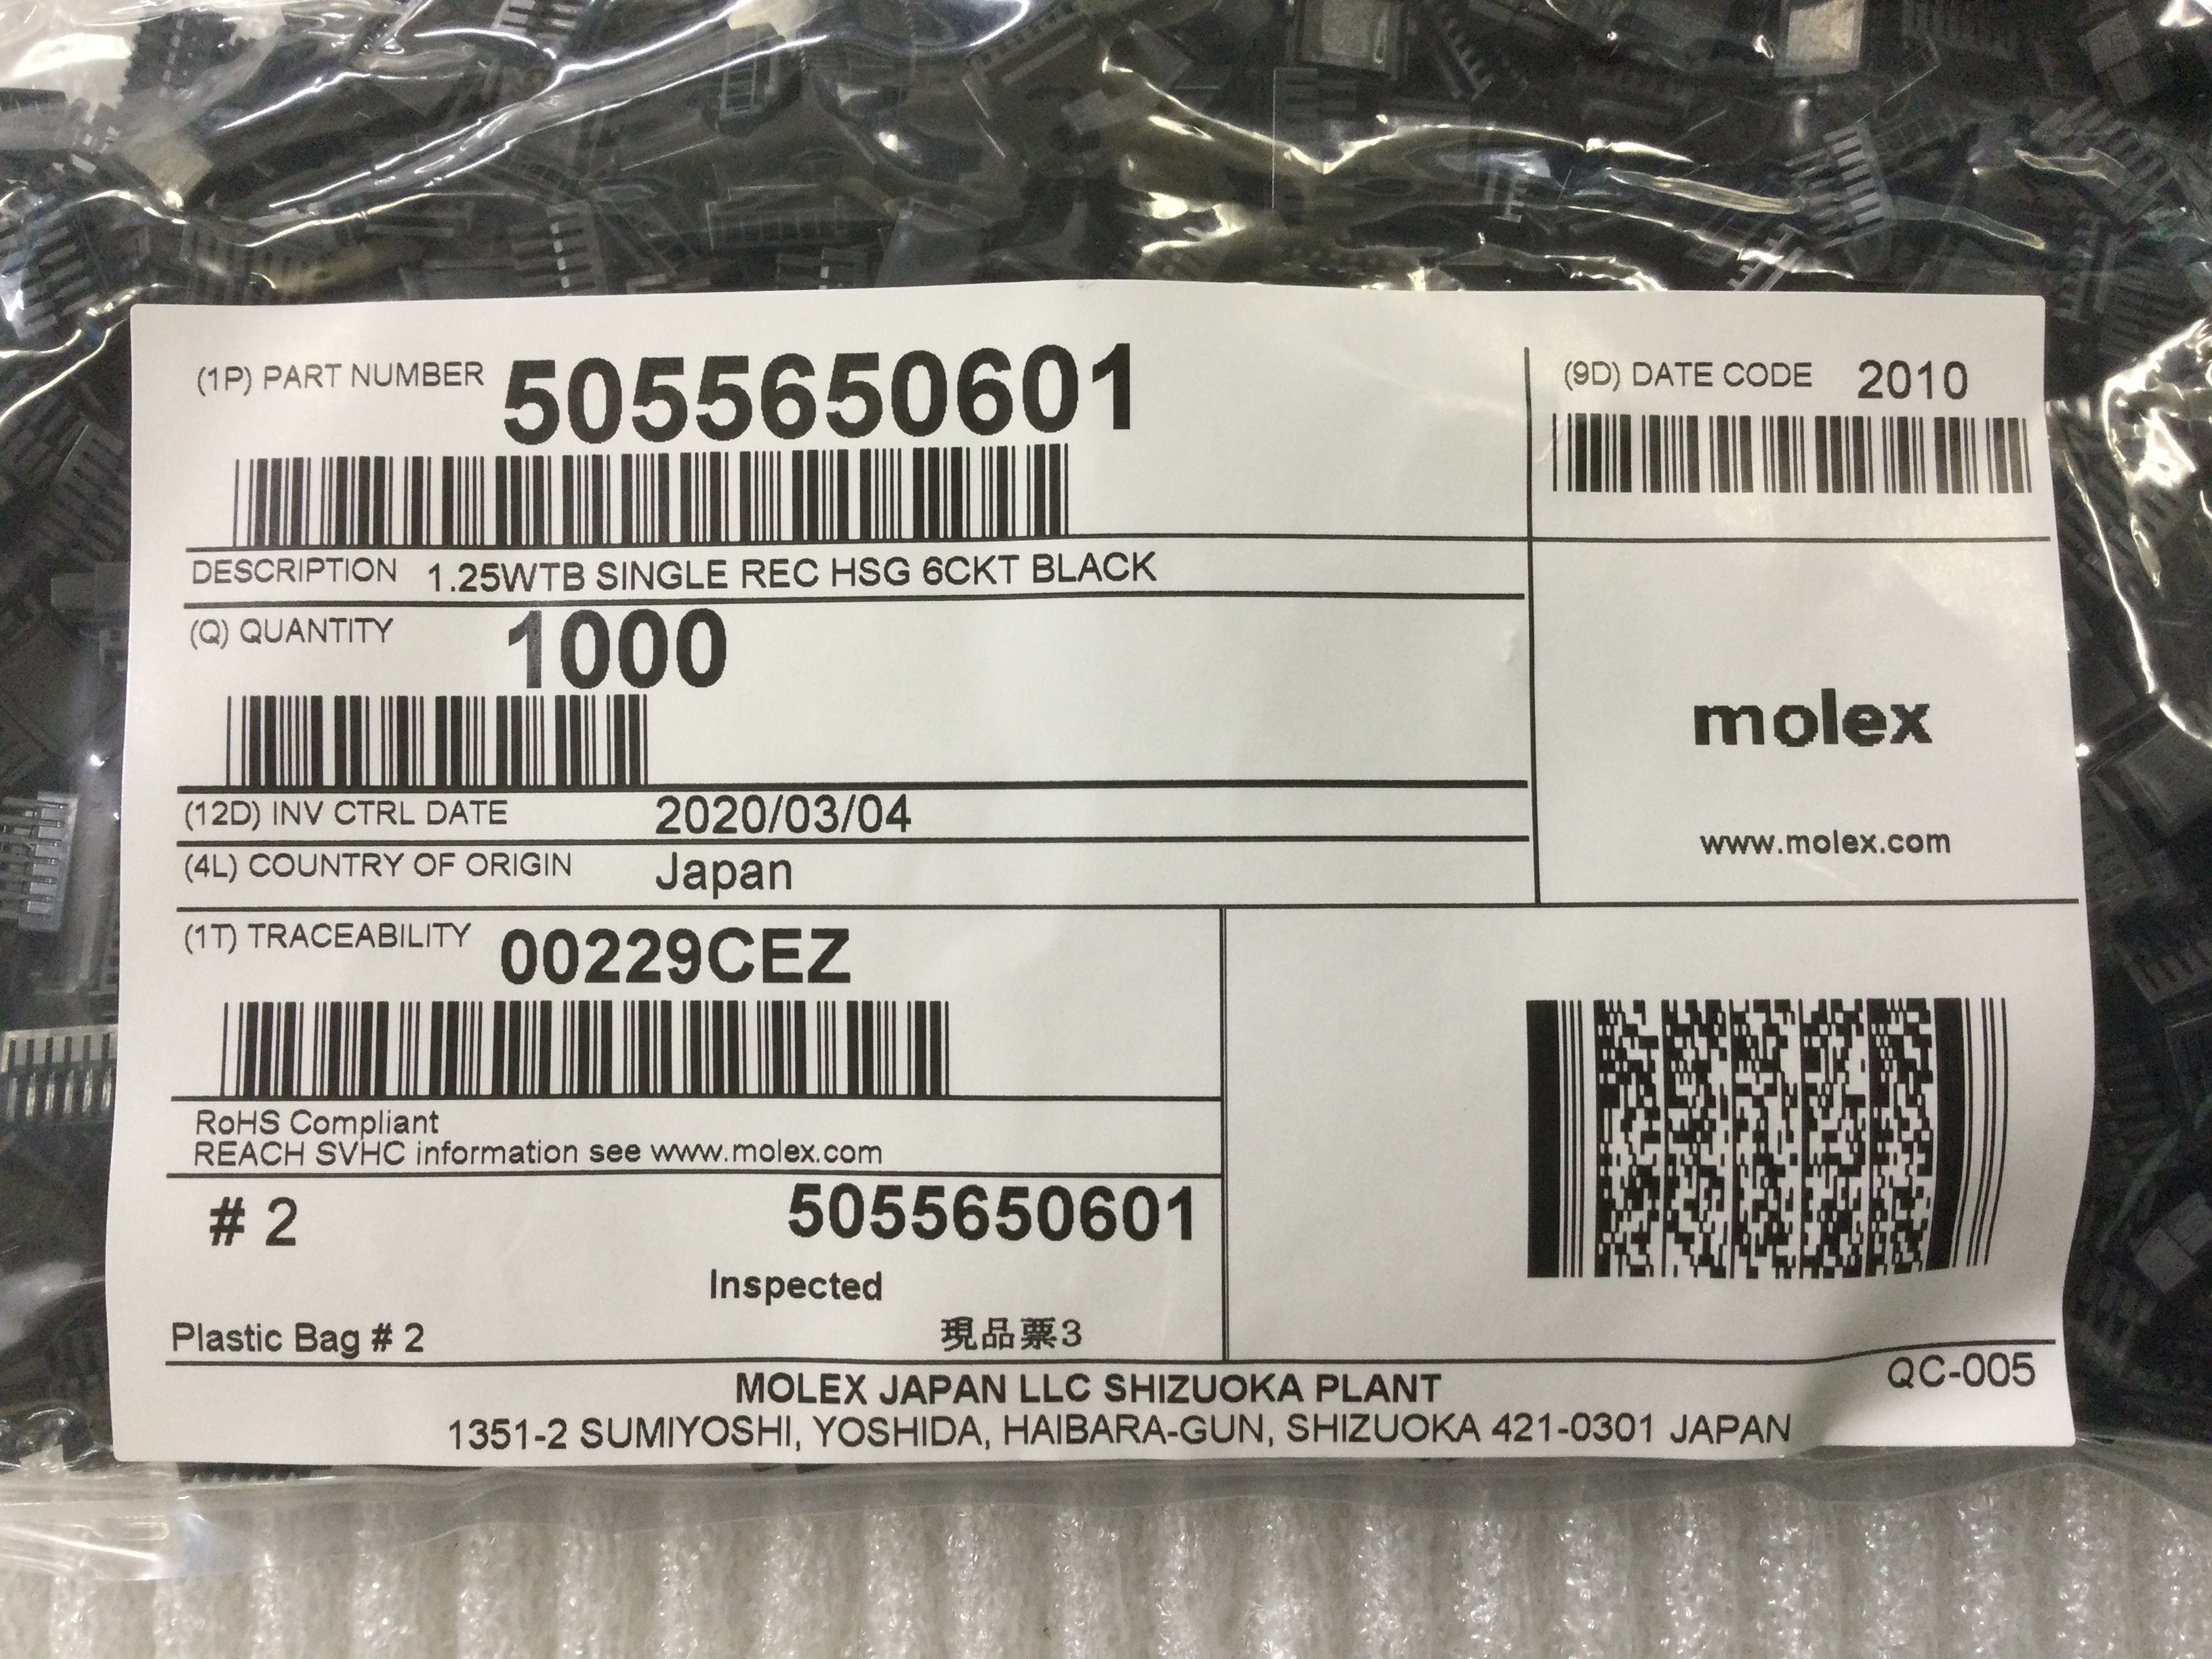 (1P) PART NUMBER 5055650601
(9D) DATE CODE 2010
DESCRIPTION 1.25WTB SINGLE REC HSG 6CKT BLACK
(Q) QUANTITY 1000
molex
www.molex.com
(12D) INV CTRL DATE 2020/03/04
(4L) COUNTRY OF ORIGIN Japan
(1T) TRACEABILITY 00229CEZ
RoHS Compliant
REACH SVHC information see www.molex.com
# 2 5055650601
Inspected
Plastic Bag # 2 現品票3
QC-005
MOLEX JAPAN LLC SHIZUOKA PLANT
1351-2 SUMIYOSHI, YOSHIDA, HAIBARA-GUN, SHIZUOKA 421-0301 JAPAN